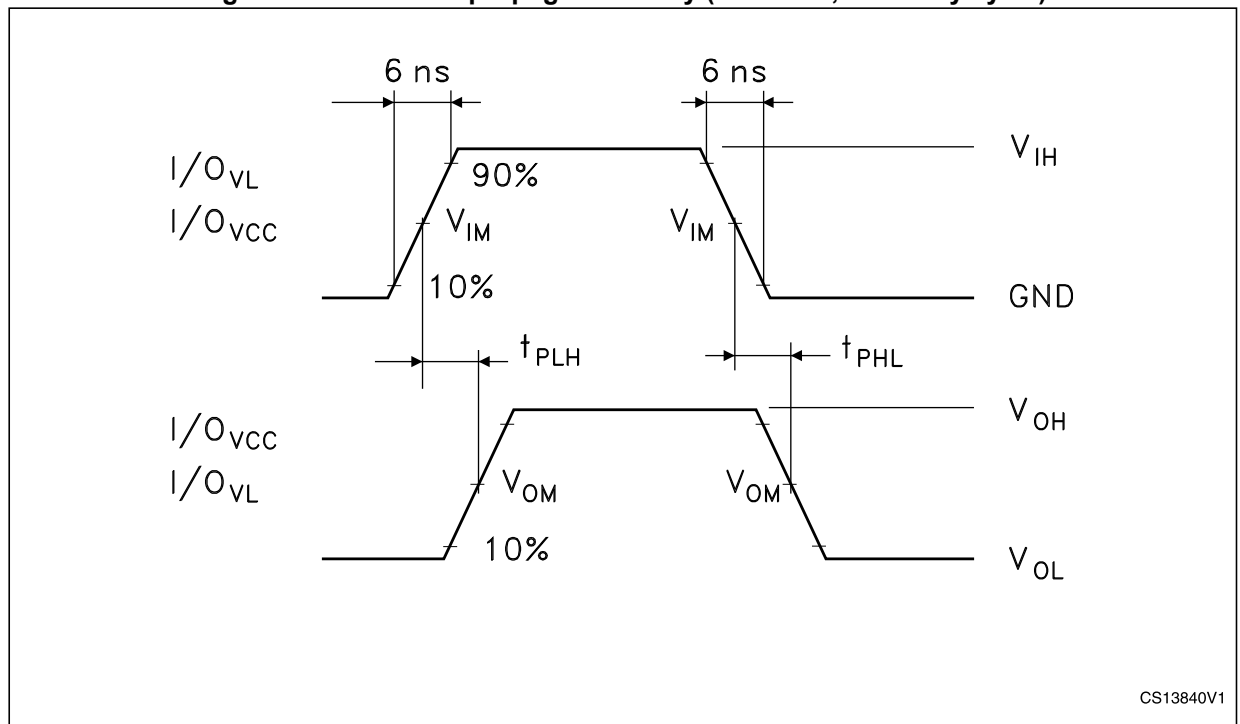 6 ns 6 ns
I/O_VL
90%
V_IH
I/O_VCC
V_IM V_IM
10%
GND
t_PLH t_PHL
I/O_VCC
V_OH
I/O_VL
V_OM V_OM
10%
V_OL
CS13840V1